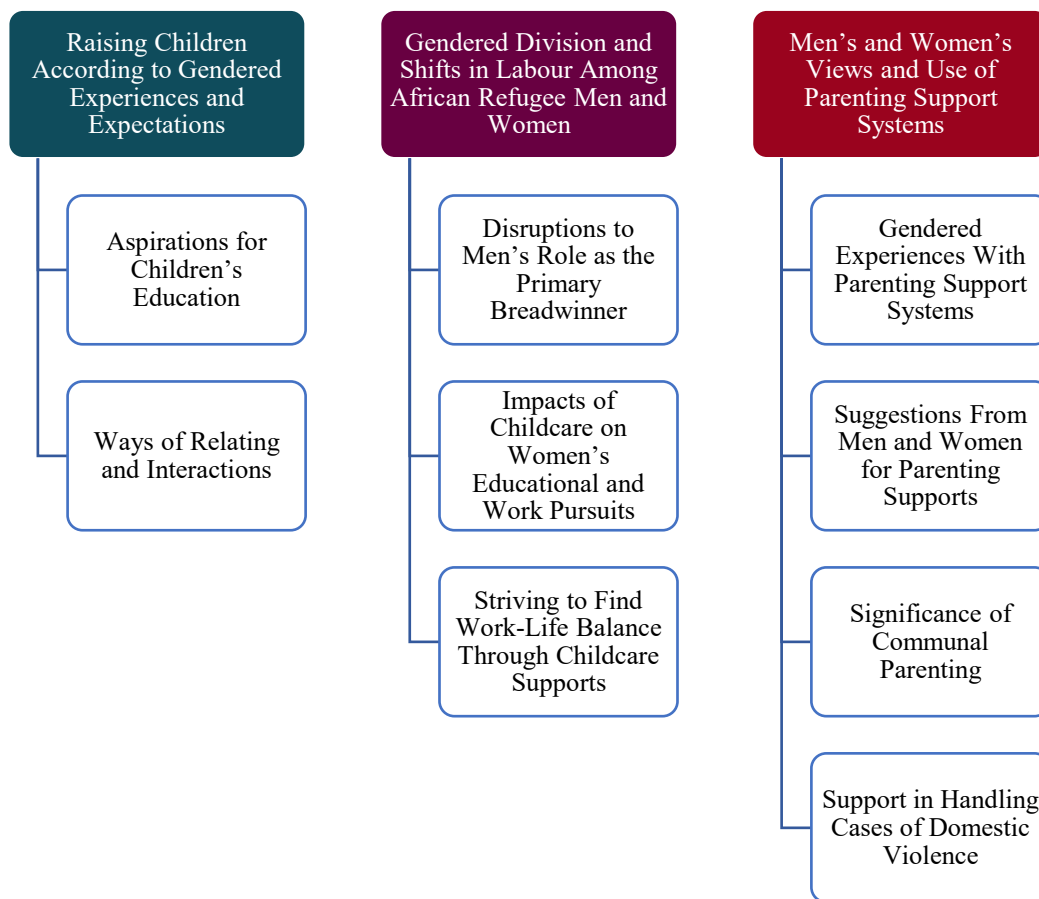 Raising Children
According to Gendered
Experiences and
Expectations
Aspirations for
Children's
Education
Ways of Relating
and Interactions
Gendered Division and
Shifts in Labour Among
African Refugee Men and
Women
Disruptions to
Men's Role as the
Primary
Breadwinner
Impacts of
Childcare on
Women's
Educational and
Work Pursuits
Striving to Find
Work-Life Balance
Through Childcare
Supports
Men's and Women's
Views and Use of
Parenting Support
Systems
Gendered
Experiences With
Parenting Support
Systems
Suggestions From
Men and Women
for Parenting
Supports
Significance of
Communal
Parenting
Support in Handling
Cases of Domestic
Violence